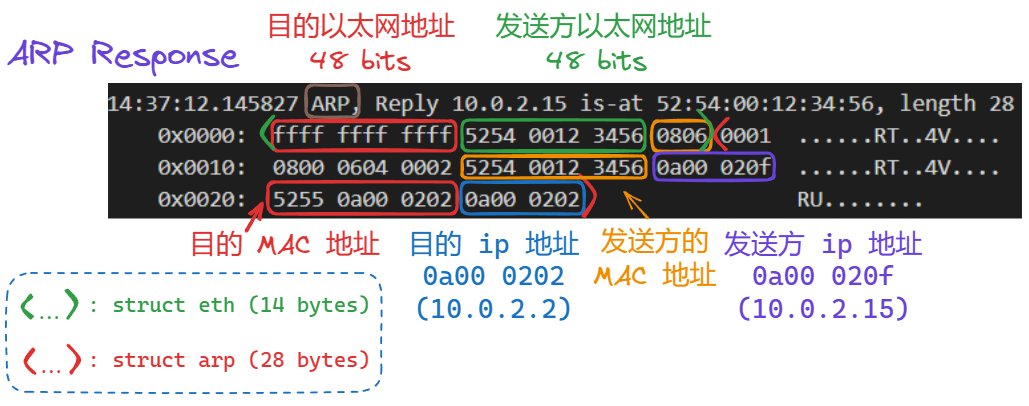 目的以太网地址 发送方以太网地址
ARP Response 48 bits 48 bits
14:37:12.145827 ARP, Reply 10.0.2.15 is-at 52:54:00:12:34:56, length 28
0x0000: ffff ffff ffff 5254 0012 3456 0806 0001 ......RT..4V....
0x0010: 0800 0604 0002 5254 0012 3456 0a00 020f ......RT..4V....
0x0020: 5255 0a00 0202 0a00 0202 RU........
目的 MAC 地址 目的 ip 地址 发送方的 发送方 ip 地址
0a00 0202 MAC 地址 0a00 020f
(10.0.2.2) (10.0.2.15)
<...> : struct eth (14 bytes)
<...> : struct arp (28 bytes)